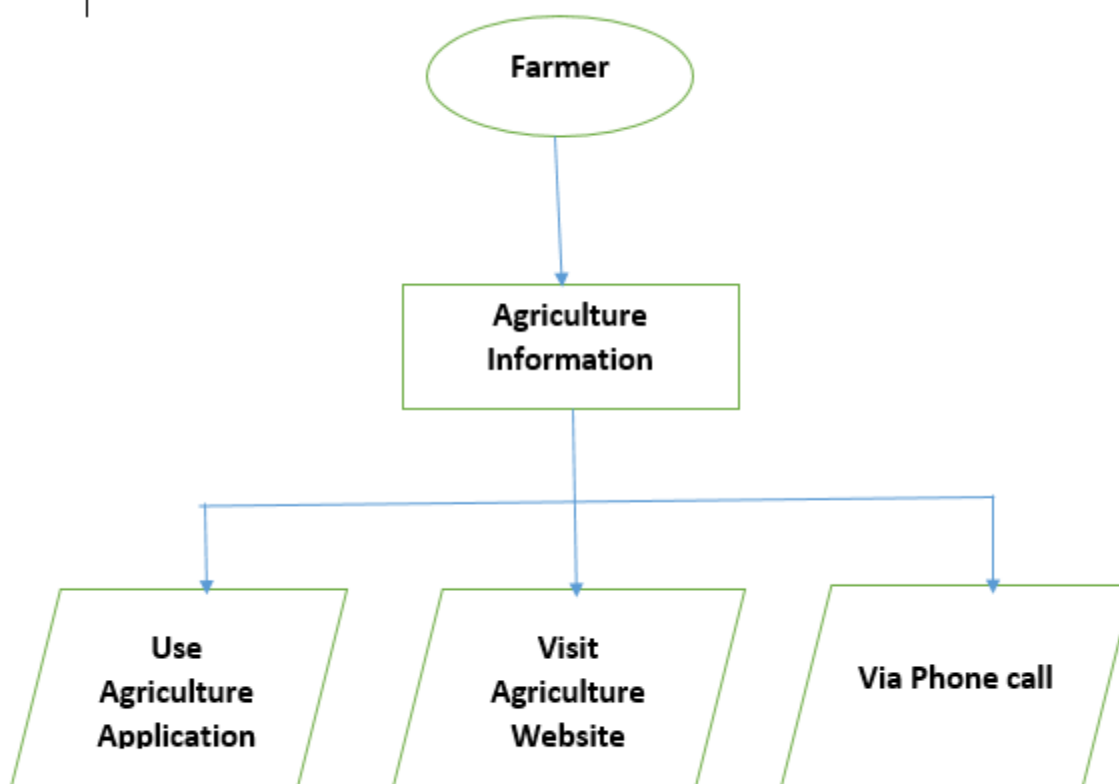 Farmer
Agriculture
Information
Use
Agriculture
Application
Visit
Agriculture
Website
Via Phone call